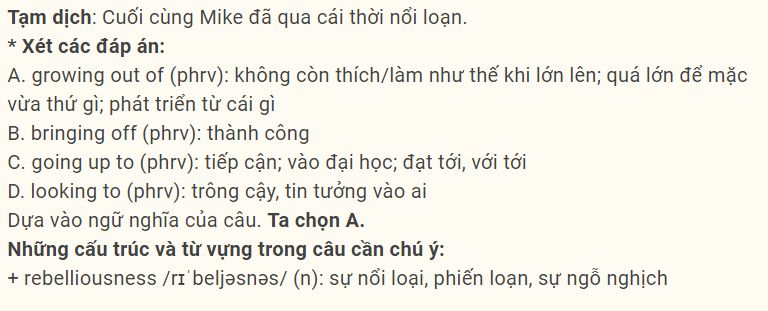 Tạm dịch: Cuối cùng Mike đã qua cái thời nổi loạn.
* Xét các đáp án:
A. growing out of (phrv): không còn thích/làm như thế khi lớn lên; quá lớn để mặc
vừa thứ gì; phát triển từ cái gì
B. bringing off (phrv): thành công
C. going up to (phrv): tiếp cận; vào đại học; đạt tới, với tới
D. looking to (phrv): trông cậy, tin tưởng vào ai
Dựa vào ngữ nghĩa của câu. Ta chọn A.
Những cấu trúc và từ vựng trong câu cần chú ý:
+ rebelliousness /rɪˈbeljəsnəs/ (n): sự nổi loại, phiến loạn, sự ngỗ nghịch